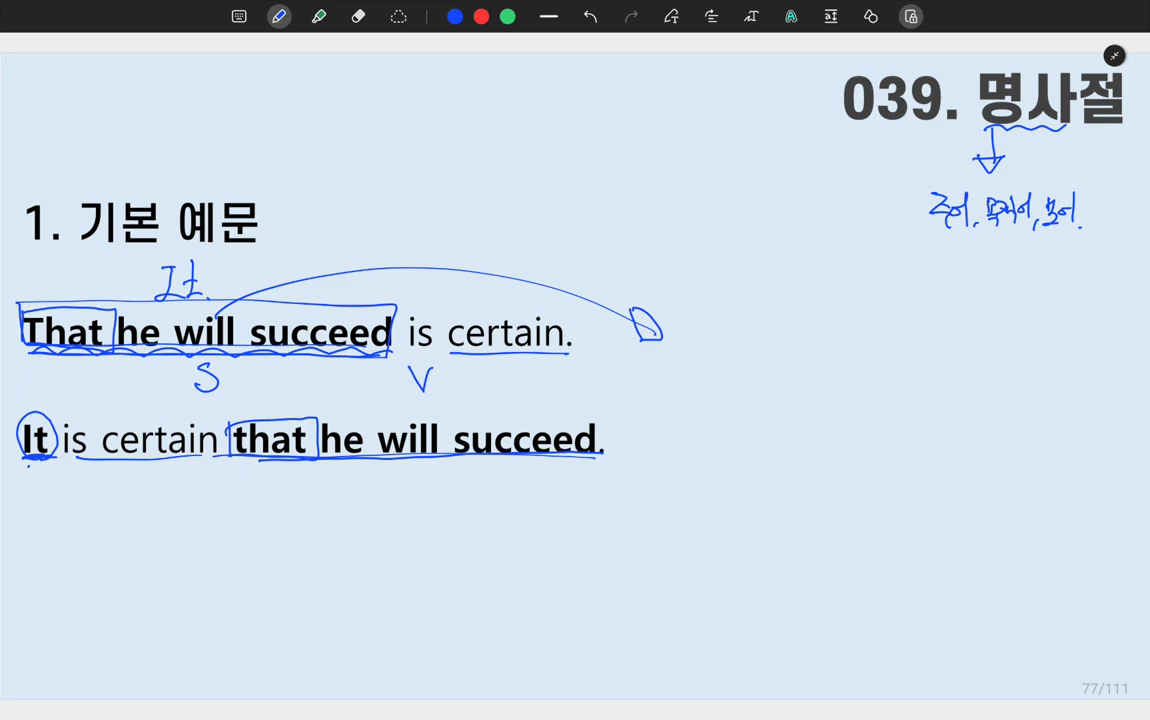 039. 명사절
주어, 목적어, 보어.
1. 기본 예문
It.
That he will succeed is certain.
S V
It is certain that he will succeed.
77/111